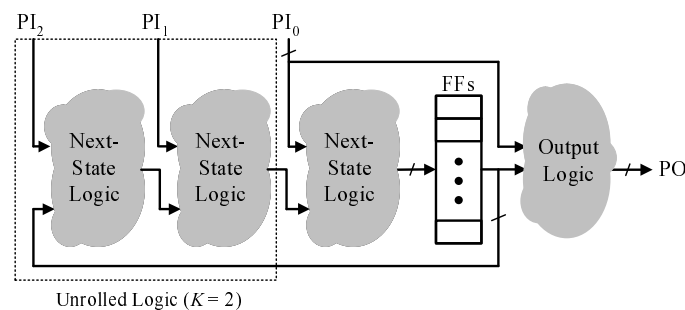 PI2
PI1
PI0
FFs
Next-
State
Logic
Next-
State
Logic
Next-
State
Logic
Output
Logic
PO
Unrolled Logic (K = 2)